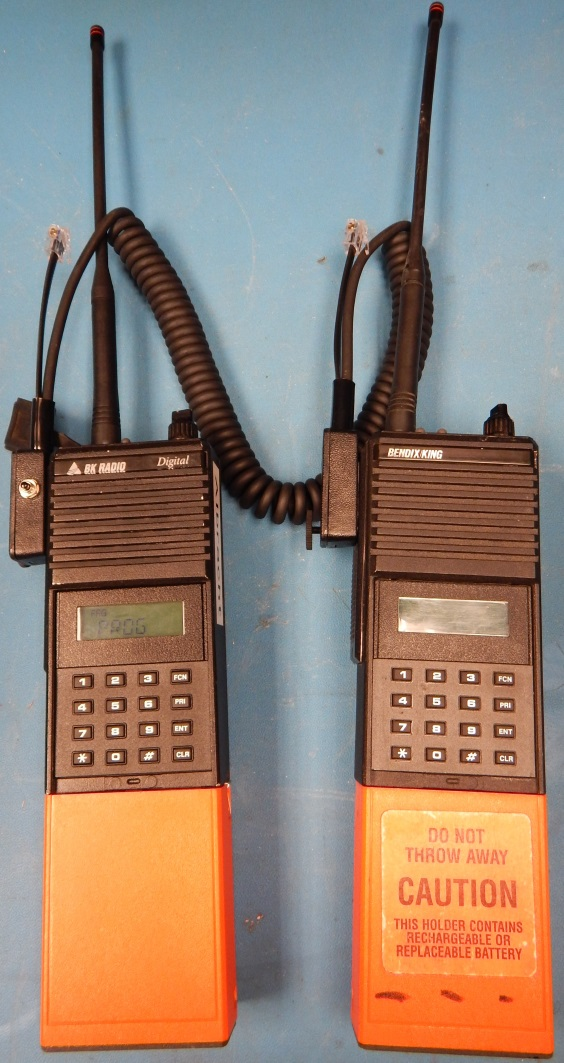 BK RADIO Digital
PROG
1 2 3 FCN
4 5 6 PRI
7 8 9 ENT
* 0 # CLR
BENDIX/KING
1 2 3 FCN
4 5 6 PRI
7 8 9 ENT
* 0 # CLR
DO NOT
THROW AWAY
CAUTION
THIS HOLDER CONTAINS
RECHARGEABLE OR
REPLACEABLE BATTERY